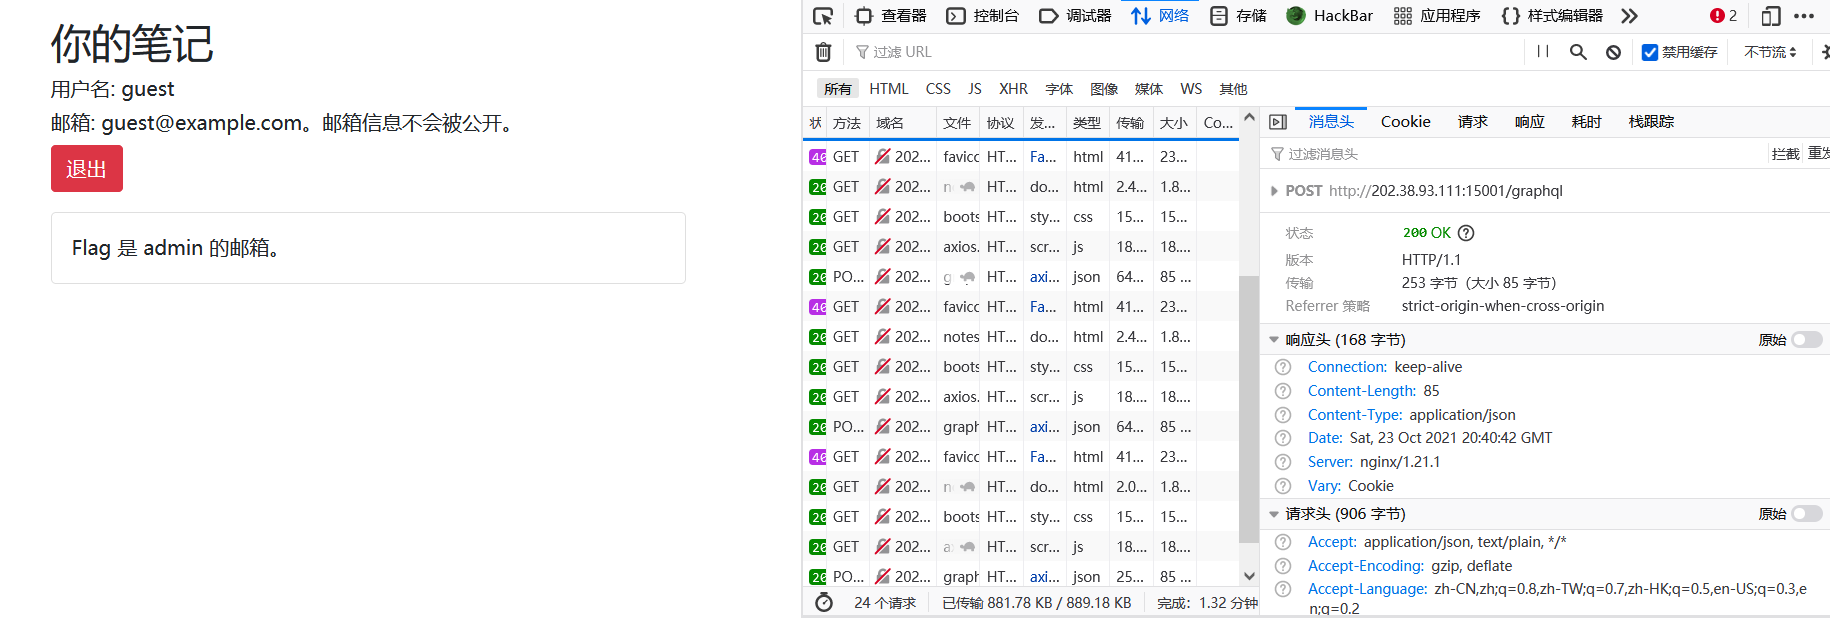 你的笔记
用户名: guest
邮箱: guest@example.com。邮箱信息不会被公开。
退出
Flag 是 admin 的邮箱。
查看器 控制台 调试器 网络 存储 HackBar 应用程序 样式编辑器 2
过滤 URL 禁用缓存 不节流
所有 HTML CSS JS XHR 字体 图像 媒体 WS 其他
状 方法 域名 文件 协议 发... 类型 传输 大小 Co...
40 GET 202... favico HT... Fa... html 41... 23...
20 GET 202... n HT... do... html 2.4... 1.8...
20 GET 202... boots HT... sty... css 15... 15...
20 GET 202... axios. HT... scr... js 18.... 18....
20 PO... 202... g HT... axi... json 64... 85 ...
40 GET 202... favico HT... Fa... html 41... 23...
20 GET 202... notes HT... do... html 2.4... 1.8...
20 GET 202... boots HT... sty... css 15... 15...
20 GET 202... axios. HT... scr... js 18.... 18....
20 PO... 202... graph HT... axi... json 64... 85 ...
40 GET 202... favico HT... Fa... html 41... 23...
20 GET 202... n HT... do... html 2.0... 1.8...
20 GET 202... boots HT... sty... css 15... 15...
20 GET 202... a HT... scr... js 18.... 18....
20 PO... 202... graph HT... axi... json 25... 85 ...
24 个请求 已传输 881.78 KB / 889.18 KB 完成: 1.32 分钟
消息头 Cookie 请求 响应 耗时 栈跟踪
过滤消息头 拦截 重发
POST http://202.38.93.111:15001/graphql
状态 200 OK
版本 HTTP/1.1
传输 253 字节（大小 85 字节）
Referrer 策略 strict-origin-when-cross-origin
响应头 (168 字节) 原始
Connection: keep-alive
Content-Length: 85
Content-Type: application/json
Date: Sat, 23 Oct 2021 20:40:42 GMT
Server: nginx/1.21.1
Vary: Cookie
请求头 (906 字节) 原始
Accept: application/json, text/plain, */*
Accept-Encoding: gzip, deflate
Accept-Language: zh-CN,zh;q=0.8,zh-TW;q=0.7,zh-HK;q=0.5,en-US;q=0.3,e
n;q=0.2